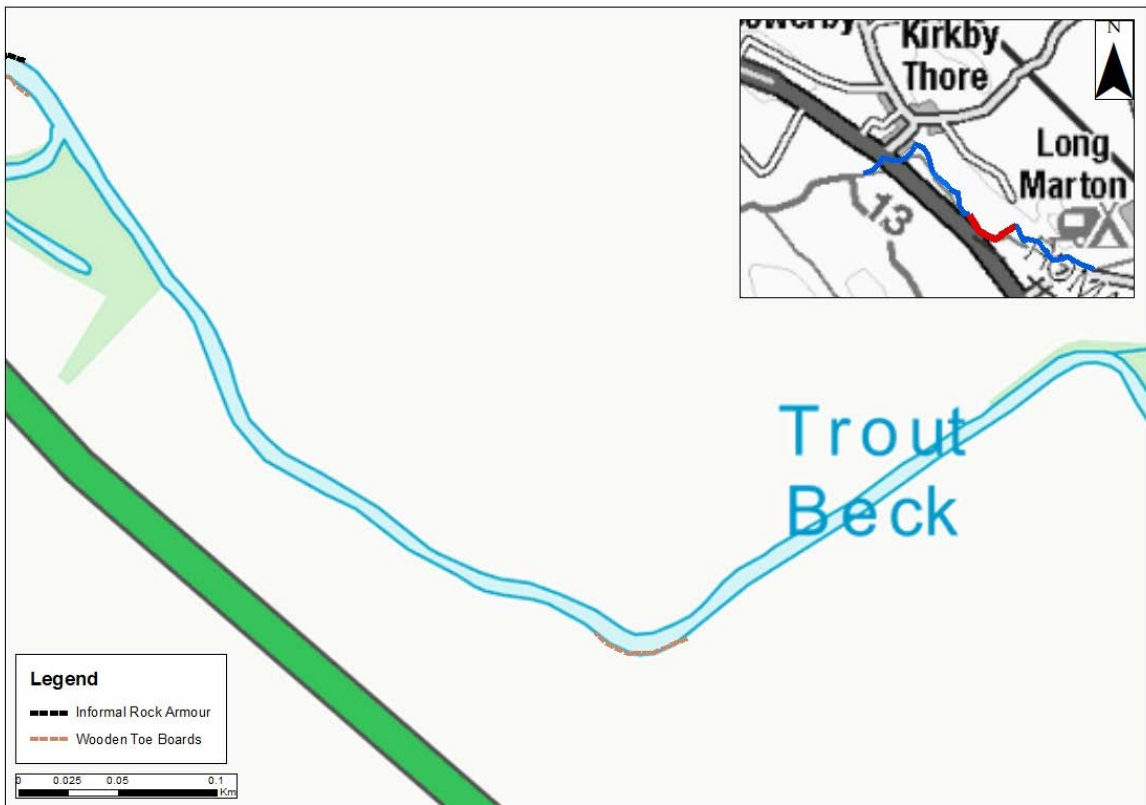 Kirkby
Thore
N
Long
Marton
13
Trout
Beck
Legend
Informal Rock Armour
Wooden Toe Boards
0 0.025 0.05 0.1
Km